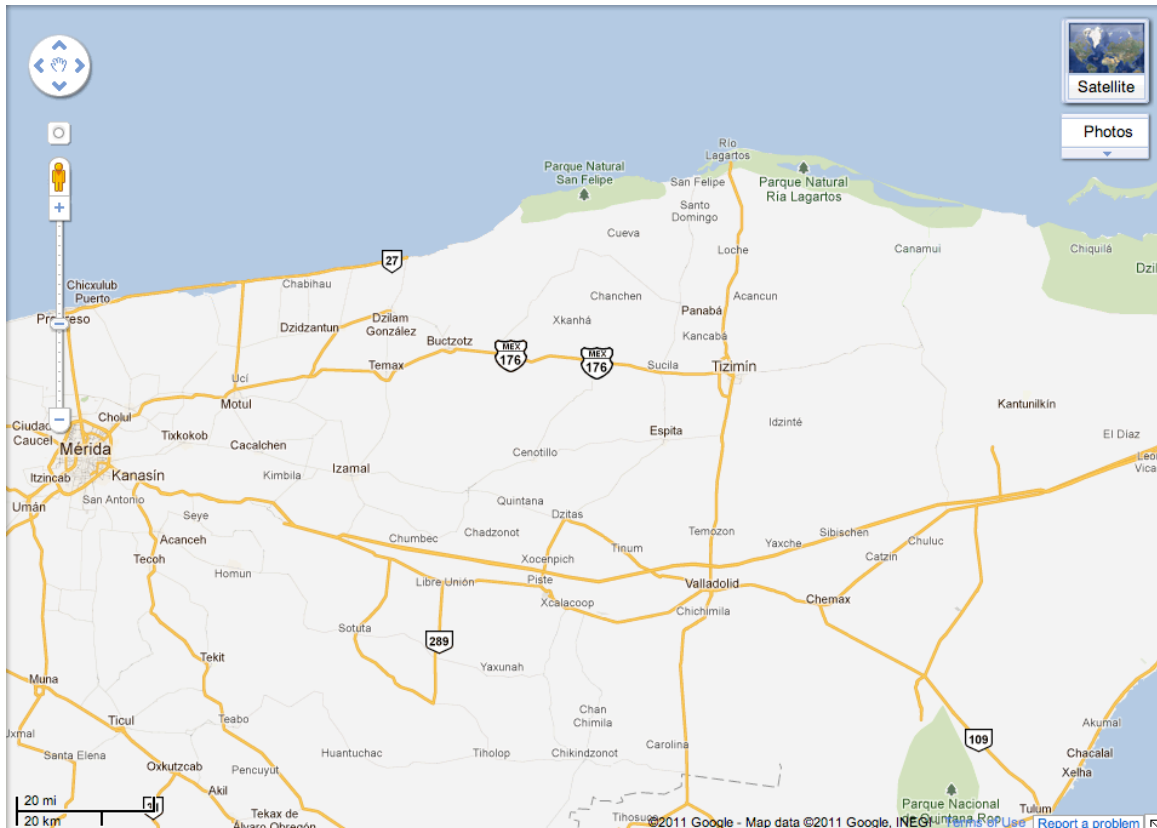 Satellite
Photos
Río
Lagartos
Parque Natural
San Felipe
San Felipe
Parque Natural
Ría Lagartos
Santo
Domingo
Cueva
Loche
Canamui
Chiquilá
27
Chicxulub
Puerto
Chabihau
Chanchen
Acancun
Panabá
Progreso
Dzidzantun
Dzilam
González
Xkanhá
Kancabá
Buctzotz
MEX
176
MEX
176
Temax
Sucila
Tizimín
Ucí
Motul
Cholul
Kantunilkín
Ciudad
Caucel
Tixkokob
Cacalchen
Espita
Idzinté
El Díaz
Mérida
Cenotillo
Itzincab
Kanasín
Kimbila
Izamal
San Antonio
Umán
Seye
Quintana
Dzitas
Acanceh
Chumbec
Chadzonot
Temozon
Sibischen
Yaxche
Chuluc
Tecoh
Xocenpich
Tinum
Catzin
Homun
Libre Unión
Piste
Valladolid
Chemax
Xcalacoop
Chichimila
Sotuta
289
Tekit
Yaxunah
Muna
Chan
Chimila
Ticul
Teabo
Akumal
109
Santa Elena
Huantuchac
Tiholop
Chikindzonot
Carolina
Chacalal
Oxkutzcab
Pencuyut
Xelha
Akil
20 mi
20 km
Tekax de
Alvaro Obregón
Parque Nacional
de Quintana Roo
Tulum
Tihosuco
©2011 Google - Map data ©2011 Google, INEGI - Terms of Use
Report a problem